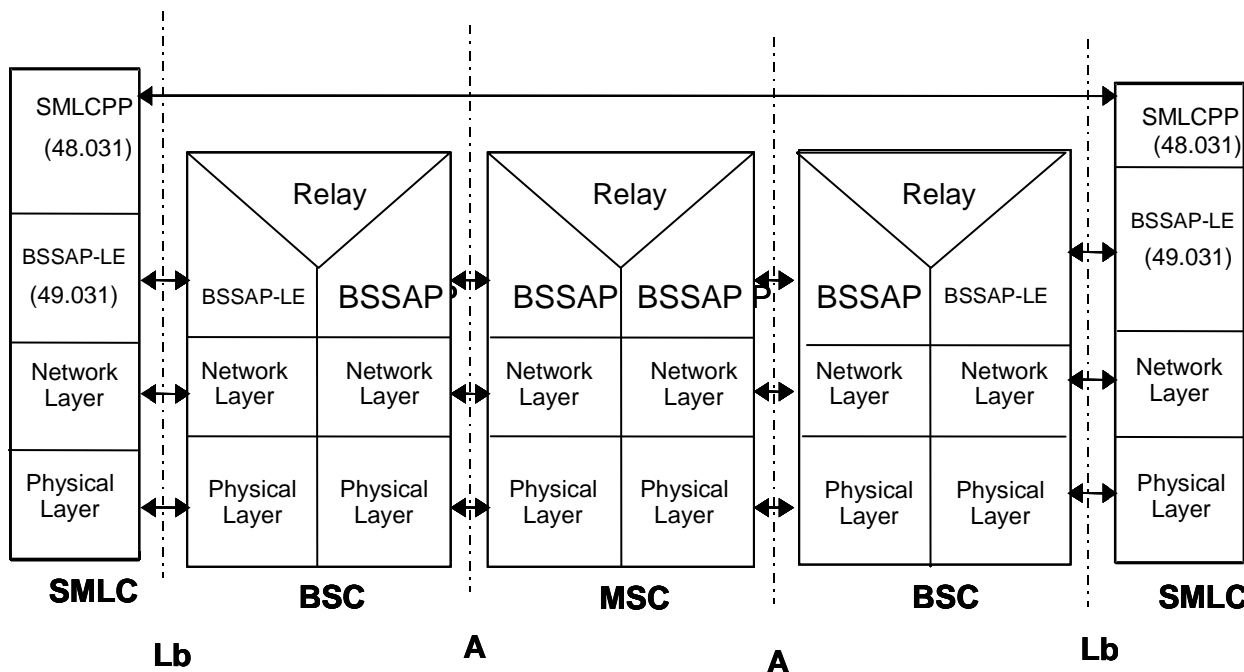 SMLCPP
(48.031)
BSSAP-LE
(49.031)
Network
Layer
Physical
Layer
SMLC
Lb
Relay
BSSAP-LE
BSSAPP
Network
Layer
Network
Layer
Physical
Layer
Physical
Layer
BSC
A
Relay
BSSAP
BSSAP P
Network
Layer
Network
Layer
Physical
Layer
Physical
Layer
MSC
A
Relay
BSSAP
BSSAP-LE
Network
Layer
Network
Layer
Physical
Layer
Physical
Layer
BSC
Lb
SMLCPP
(48.031)
BSSAP-LE
(49.031)
Network
Layer
Physical
Layer
SMLC